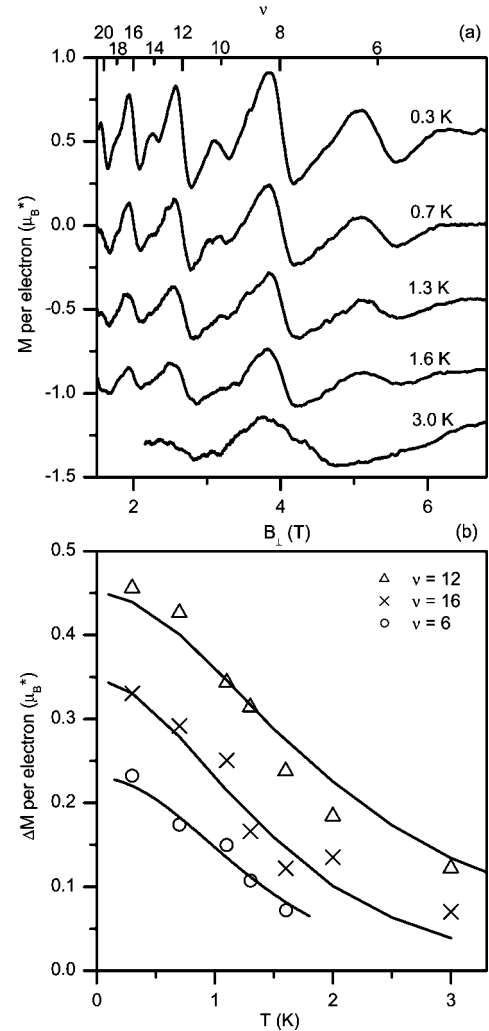 ν
20 16 12 8
18 14 10 6
(a)
1.0
0.5
0.0
-0.5
-1.0
-1.5
M per electron (μB*)
0.3 K
0.7 K
1.3 K
1.6 K
3.0 K
2 4 6
B⊥ (T)
(b)
0.5
0.4
0.3
0.2
0.1
0.0
ΔM per electron (μB*)
△ ν = 12
× ν = 16
○ ν = 6
0 1 2 3
T (K)